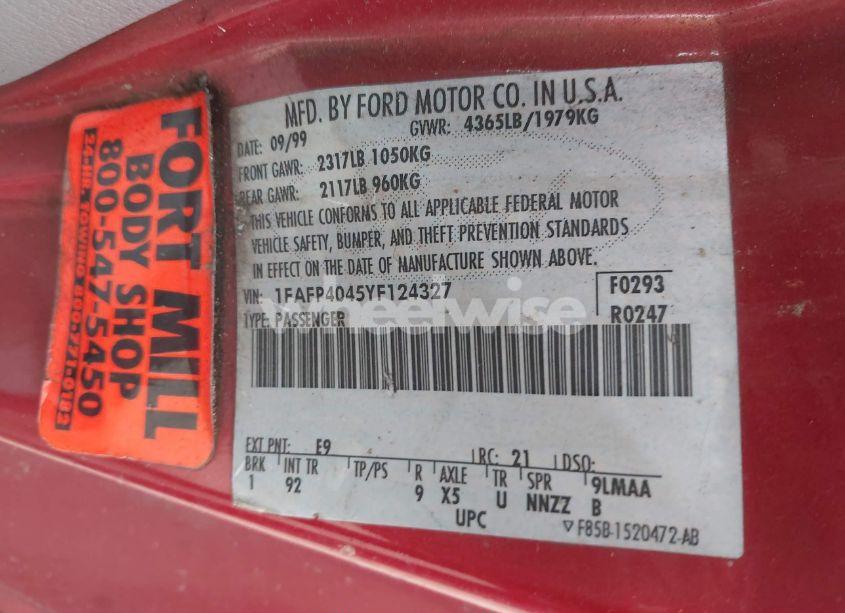 FORT MILL
BODY SHOP
800-547-5450
24-HR. TOWING
MFD. BY FORD MOTOR CO. IN U.S.A.
DATE: 09/99 GVWR: 4365LB/1979KG
FRONT GAWR: 2317LB 1050KG
REAR GAWR: 2117LB 960KG
THIS VEHICLE CONFORMS TO ALL APPLICABLE FEDERAL MOTOR
VEHICLE SAFETY, BUMPER, AND THEFT PREVENTION STANDARDS
IN EFFECT ON THE DATE OF MANUFACTURE SHOWN ABOVE.
VIN: 1FAFP4045YF124327 F0293
TYPE: PASSENGER R0247
wheelwise
EXT PNT: E9 RC: 21 DSO:
BRK INT TR TP/PS R AXLE TR SPR 9LMAA
1 92 9 X5 U NNZZ B
UPC ▽F85B-1520472-AB